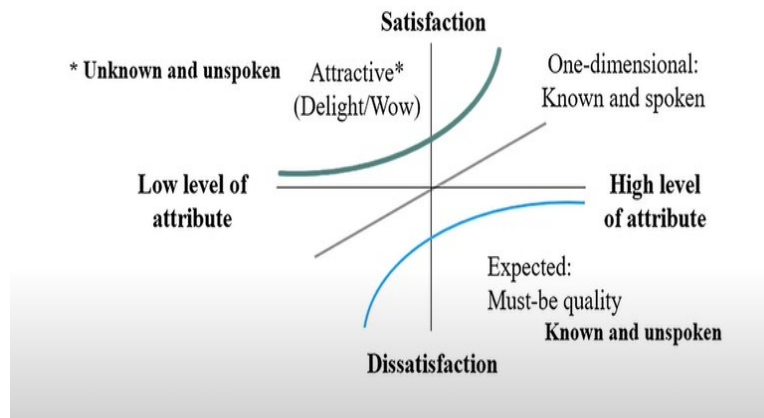 Satisfaction
* Unknown and unspoken
Attractive*
(Delight/Wow)
One-dimensional:
Known and spoken
Low level of
attribute
High level
of attribute
Expected:
Must-be quality
Known and unspoken
Dissatisfaction